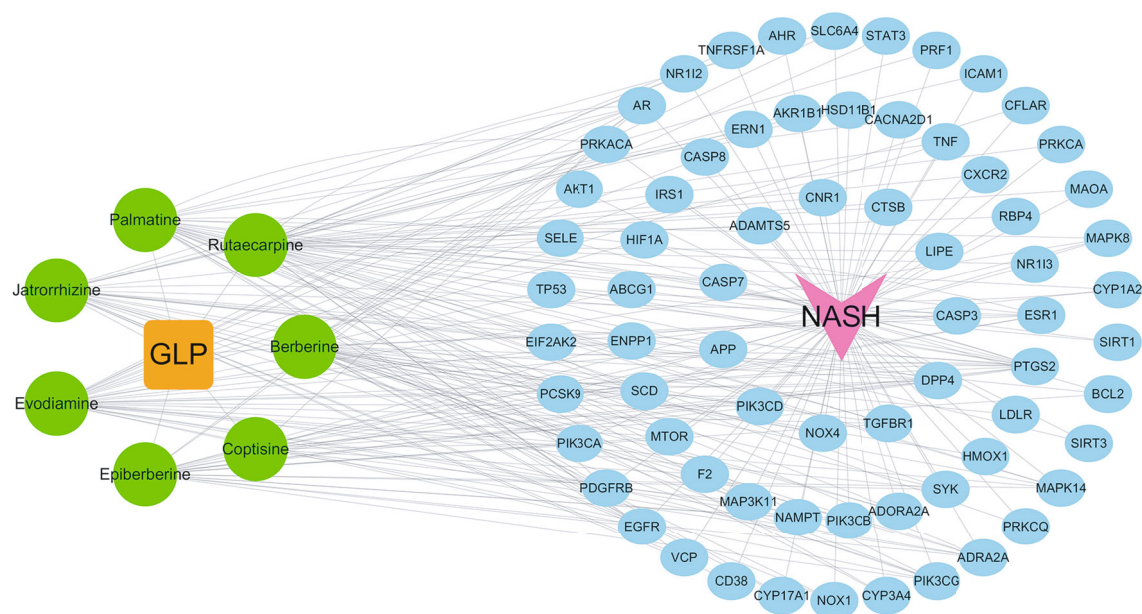 SLC6A4
STAT3
AHR
TNFRSF1A
PRF1
NR1I2
ICAM1
AR
AKR1B1
HSD11B1
CACNA2D1
CFLAR
ERN1
TNF
PRKACA
PRKCA
CASP8
CXCR2
AKT1
IRS1
CNR1
CTSB
MAOA
Palmatine
RBP4
ADAMTS5
Rutaecarpine
SELE
HIF1A
LIPE
MAPK8
NR1I3
Jatrorrhizine
TP53
ABCG1
CASP7
CYP1A2
NASH
CASP3
ESR1
GLP
Berberine
EIF2AK2
ENPP1
APP
SIRT1
PTGS2
DPP4
Evodiamine
PCSK9
SCD
BCL2
PIK3CD
LDLR
Coptisine
PIK3CA
MTOR
NOX4
TGFBR1
SIRT3
HMOX1
Epiberberine
F2
PDGFRB
SYK
MAPK14
MAP3K11
NAMPT
PIK3CB
ADORA2A
EGFR
PRKCQ
VCP
ADRA2A
CD38
CYP17A1
NOX1
CYP3A4
PIK3CG